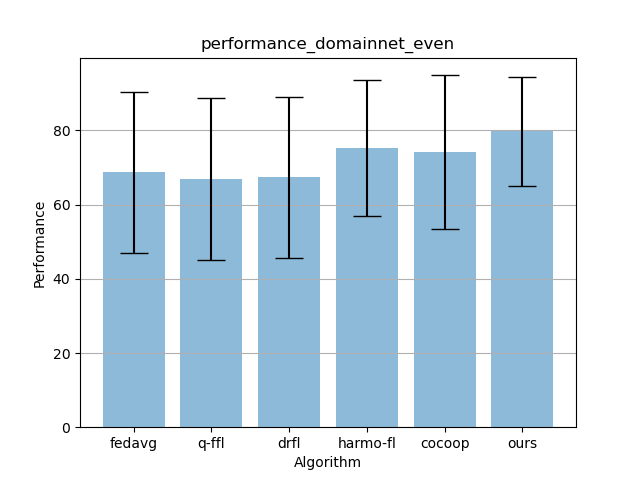 performance_domainnet_even
Performance
80
60
40
20
0
fedavg q-ffl drfl harmo-fl cocoop ours
Algorithm